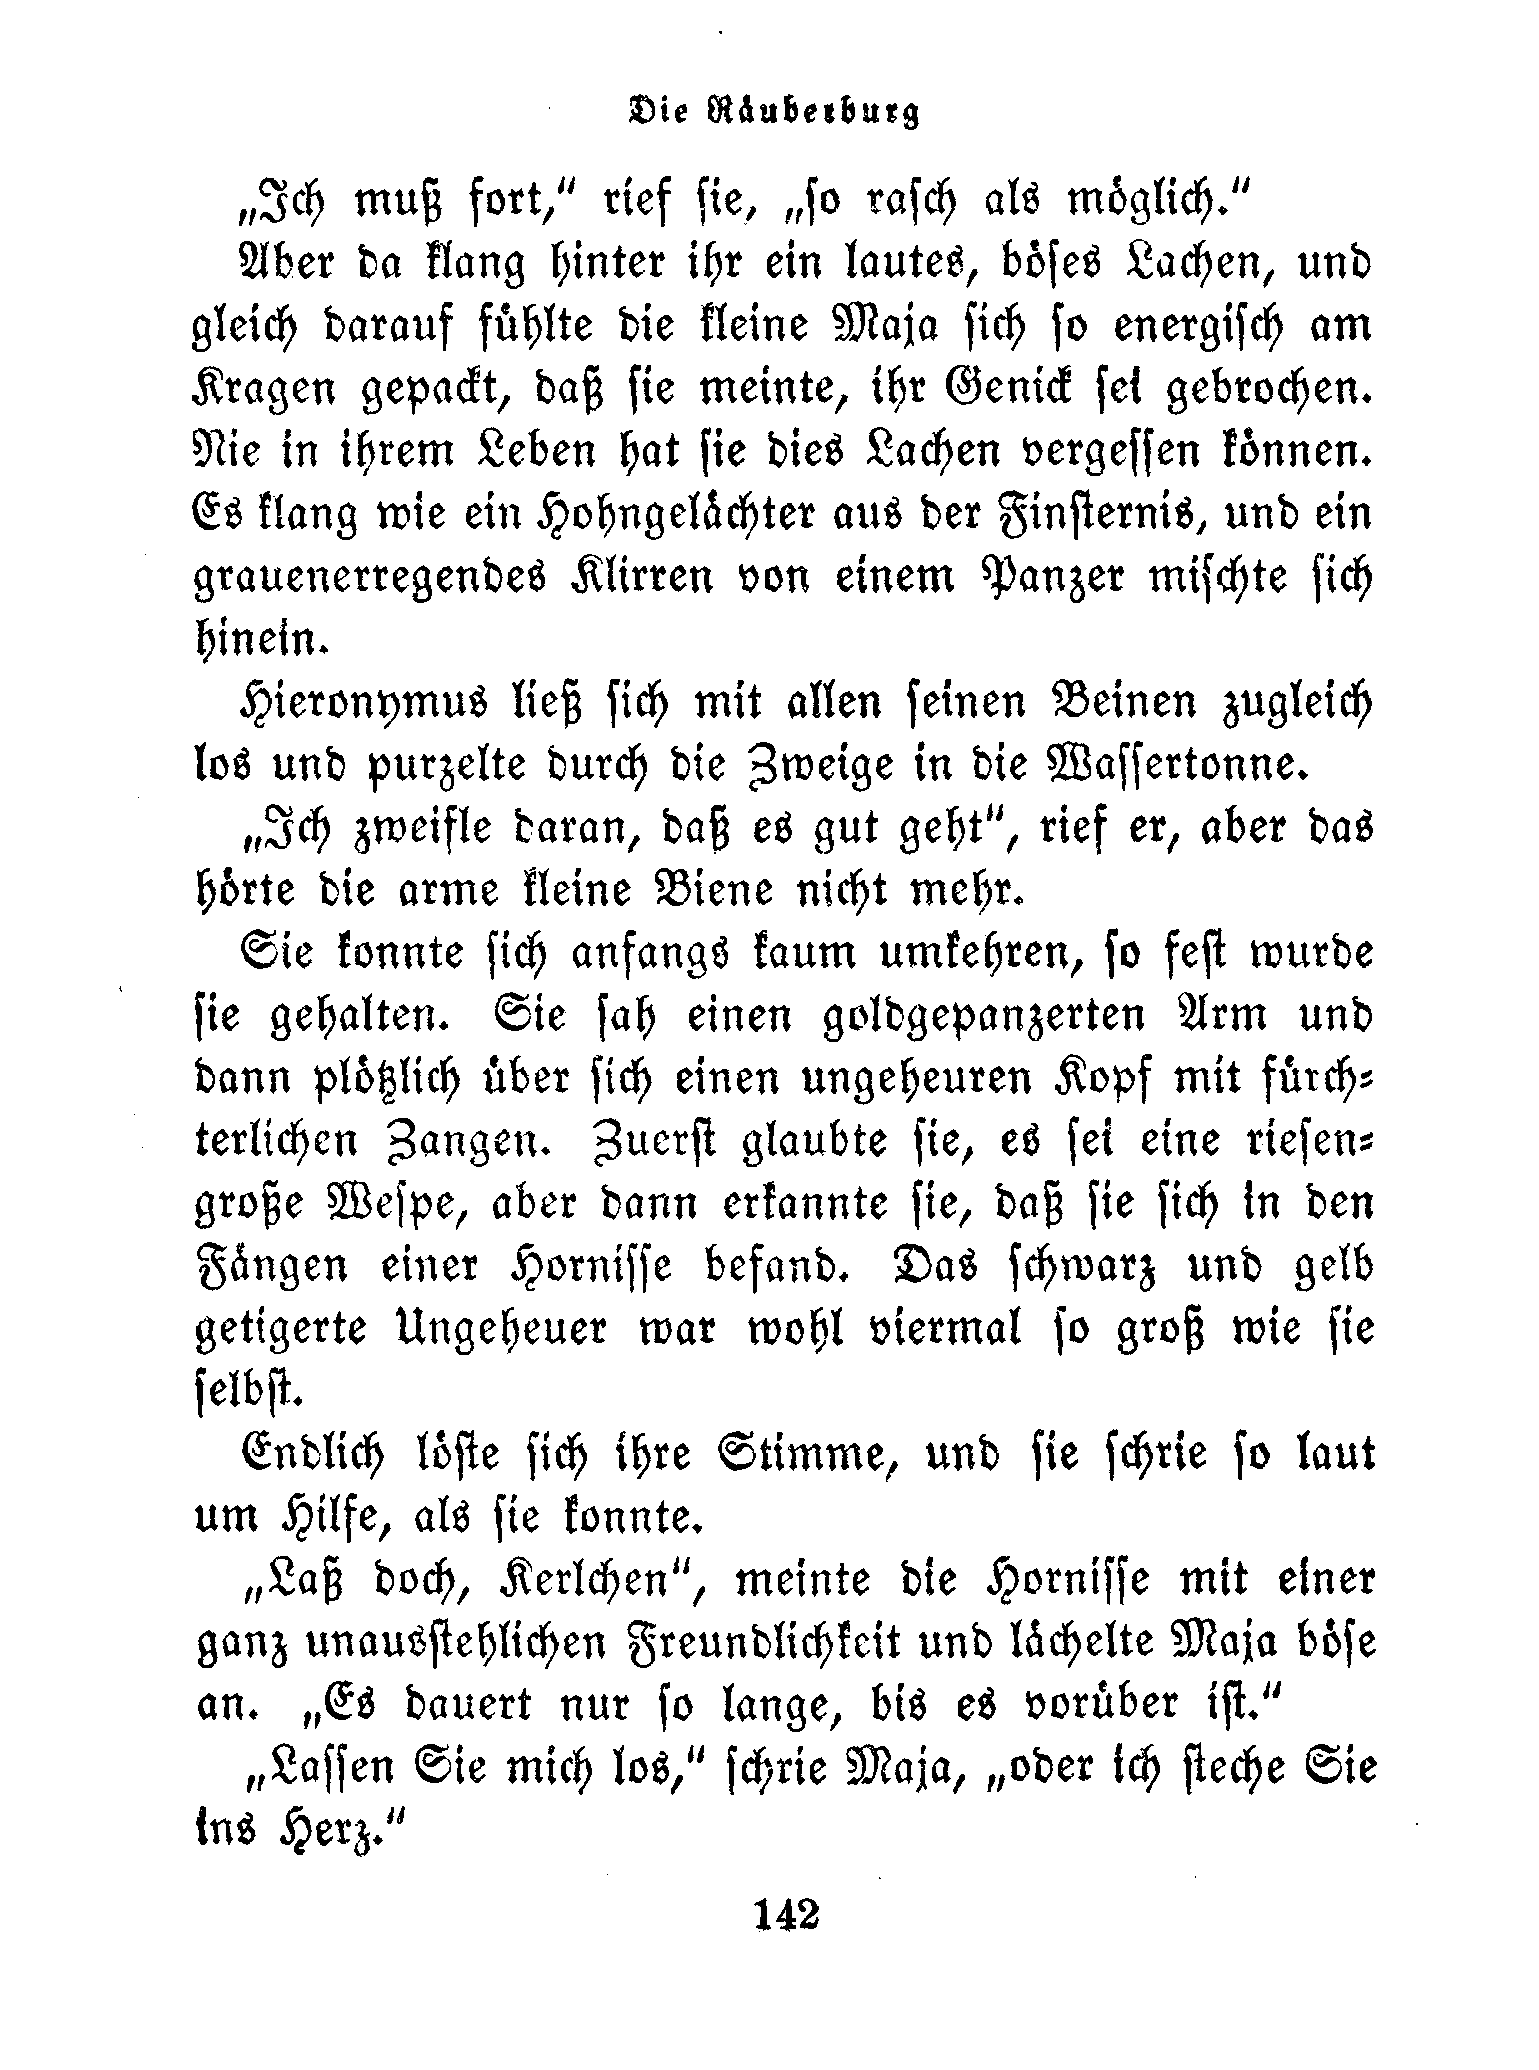 Die Räuberburg
„Ich muß fort,“ rief sie, „so rasch als möglich.“
Aber da klang hinter ihr ein lautes, böses Lachen, und
gleich darauf fühlte die kleine Maja sich so energisch am
Kragen gepackt, daß sie meinte, ihr Genick sei gebrochen.
Nie in ihrem Leben hat sie dies Lachen vergessen können.
Es klang wie ein Hohngelächter aus der Finsternis, und ein
grauenerregendes Klirren von einem Panzer mischte sich
hinein.
Hieronymus ließ sich mit allen seinen Beinen zugleich
los und purzelte durch die Zweige in die Wassertonne.
„Ich zweifle daran, daß es gut geht“, rief er, aber das
hörte die arme kleine Biene nicht mehr.
Sie konnte sich anfangs kaum umkehren, so fest wurde
sie gehalten. Sie sah einen goldgepanzerten Arm und
dann plötzlich über sich einen ungeheuren Kopf mit fürch-
terlichen Zangen. Zuerst glaubte sie, es sei eine riesen-
große Wespe, aber dann erkannte sie, daß sie sich in den
Fängen einer Hornisse befand. Das schwarz und gelb
getigerte Ungeheuer war wohl viermal so groß wie sie
selbst.
Endlich löste sich ihre Stimme, und sie schrie so laut
um Hilfe, als sie konnte.
„Laß doch, Kerlchen“, meinte die Hornisse mit einer
ganz unausstehlichen Freundlichkeit und lächelte Maja böse
an. „Es dauert nur so lange, bis es vorüber ist.“
„Lassen Sie mich los,“ schrie Maja, „oder ich steche Sie
ins Herz.“
142